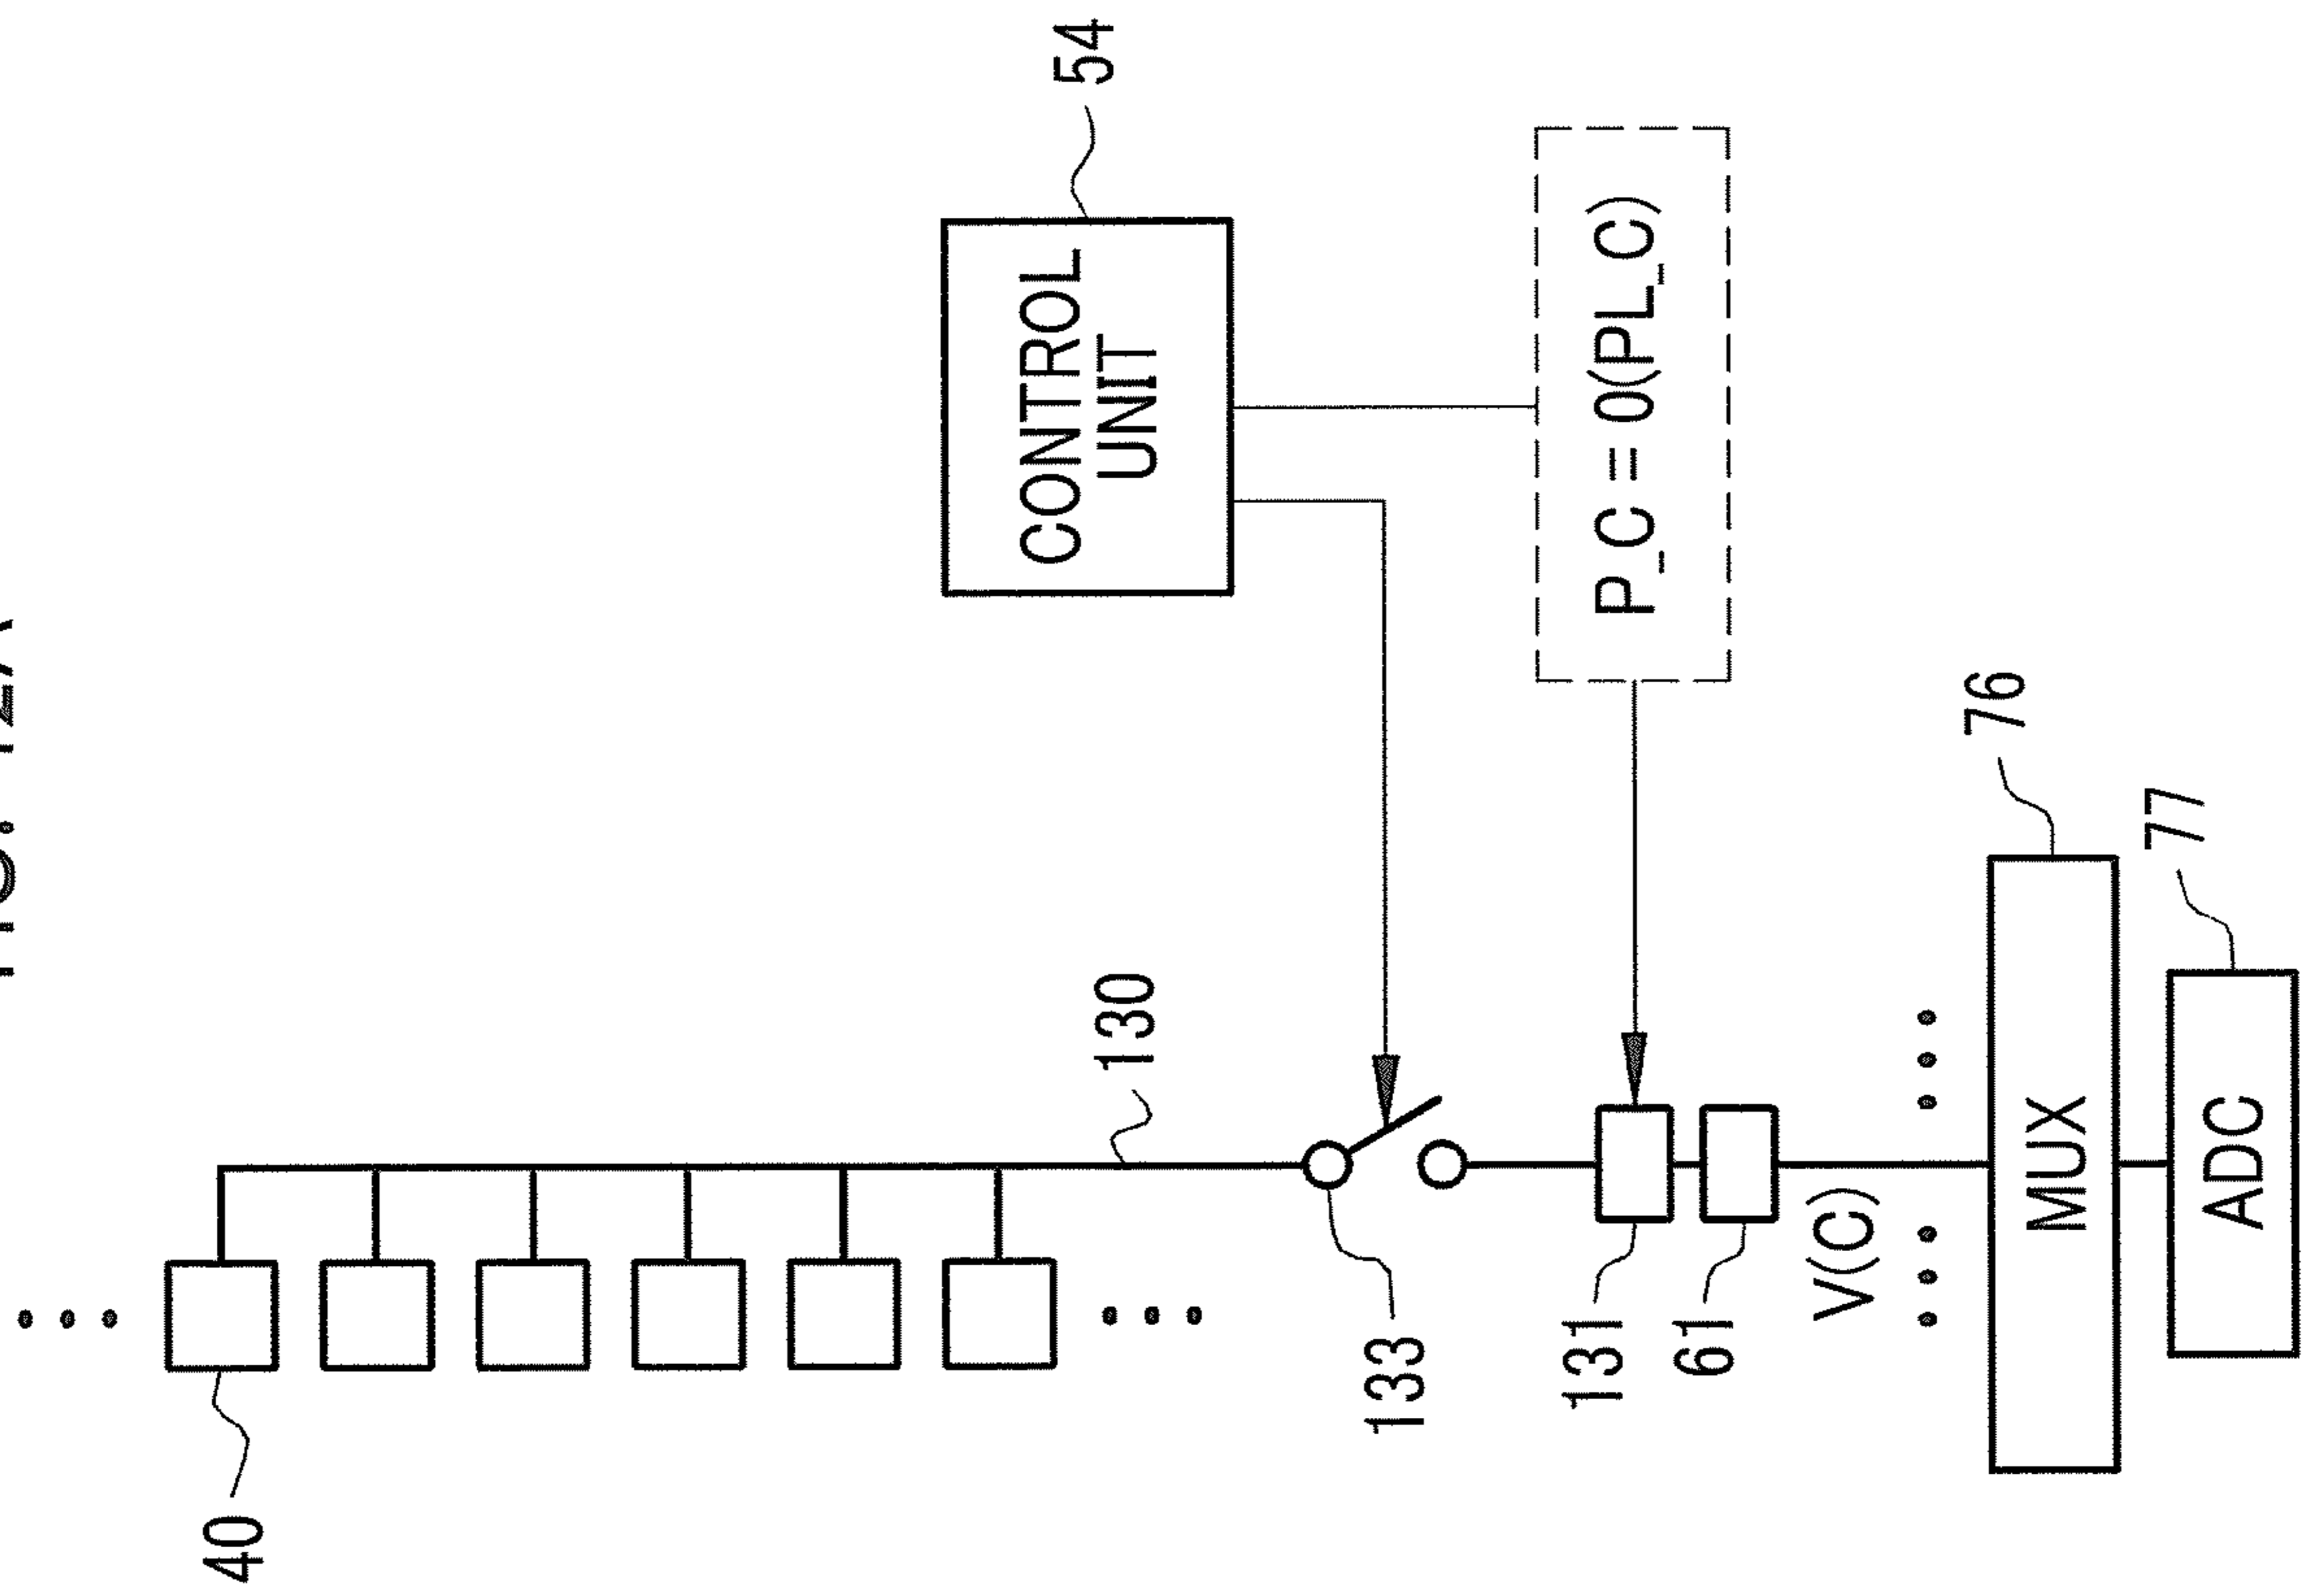 40
CONTROL
54
UNIT
130
133
131
P_C = 0(PL_C)
61
V(C)
76
MUX
77
ADC